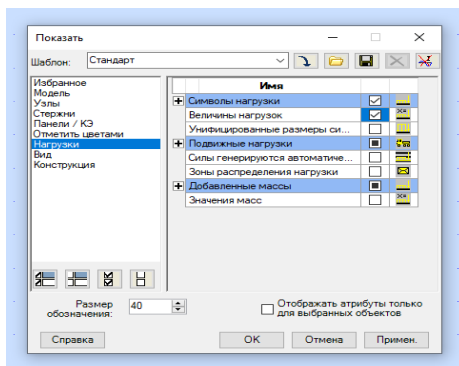 Показать
Шаблон: Стандарт
Избранное
Модель
Узлы
Стержни
Панели / КЭ
Отметить цветами
Нагрузки
Вид
Конструкция
Имя
Символы нагрузки
Величины нагрузок
Унифицированные размеры си...
Подвижные нагрузки
Силы генерируются автоматиче...
Зоны распределения нагрузки
Добавленные массы
Значения масс
Размер обозначения: 40
Отображать атрибуты только
для выбранных объектов
Справка OK Отмена Примен.